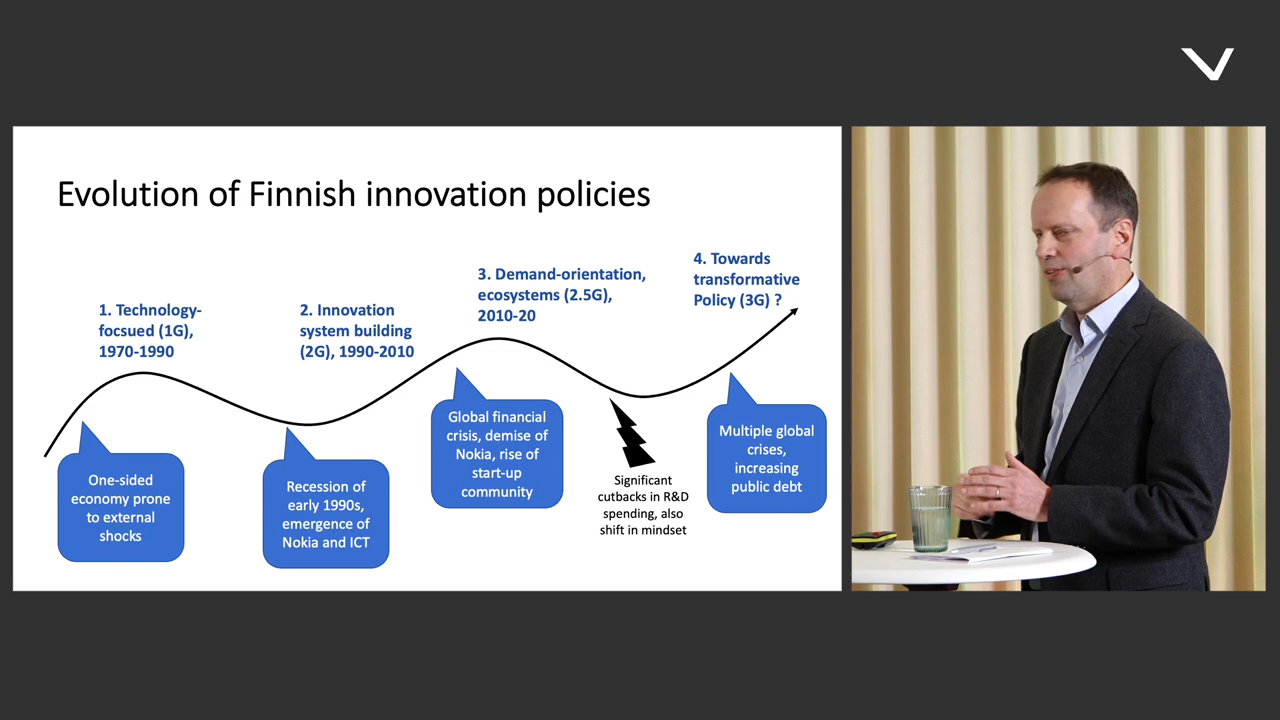 Evolution of Finnish innovation policies
1. Technology-
focsued (1G),
1970-1990
2. Innovation
system building
(2G), 1990-2010
3. Demand-orientation,
ecosystems (2.5G),
2010-20
4. Towards
transformative
Policy (3G) ?
One-sided
economy prone
to external
shocks
Recession of
early 1990s,
emergence of
Nokia and ICT
Global financial
crisis, demise of
Nokia, rise of
start-up
community
Significant
cutbacks in R&D
spending, also
shift in mindset
Multiple global
crises,
increasing
public debt